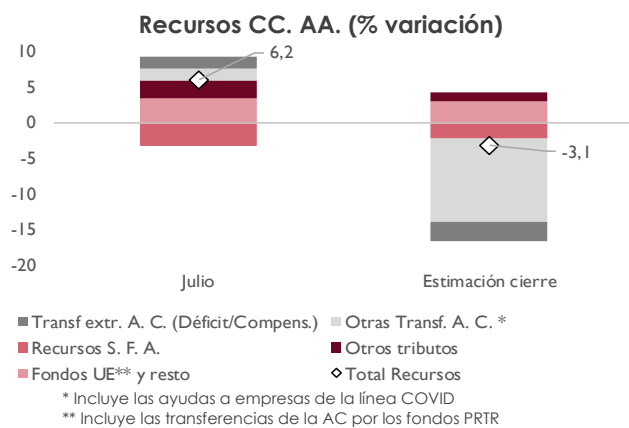 Recursos CC. AA. (% variación)
10
5
0
-5
-10
-15
-20
6,2
-3,1
Julio
Estimación cierre
Transf extr. A. C. (Déficit/Compens.)
Otras Transf. A. C. *
Recursos S. F. A.
Otros tributos
Fondos UE** y resto
Total Recursos
* Incluye las ayudas a empresas de la línea COVID
** Incluye las transferencias de la AC por los fondos PRTR